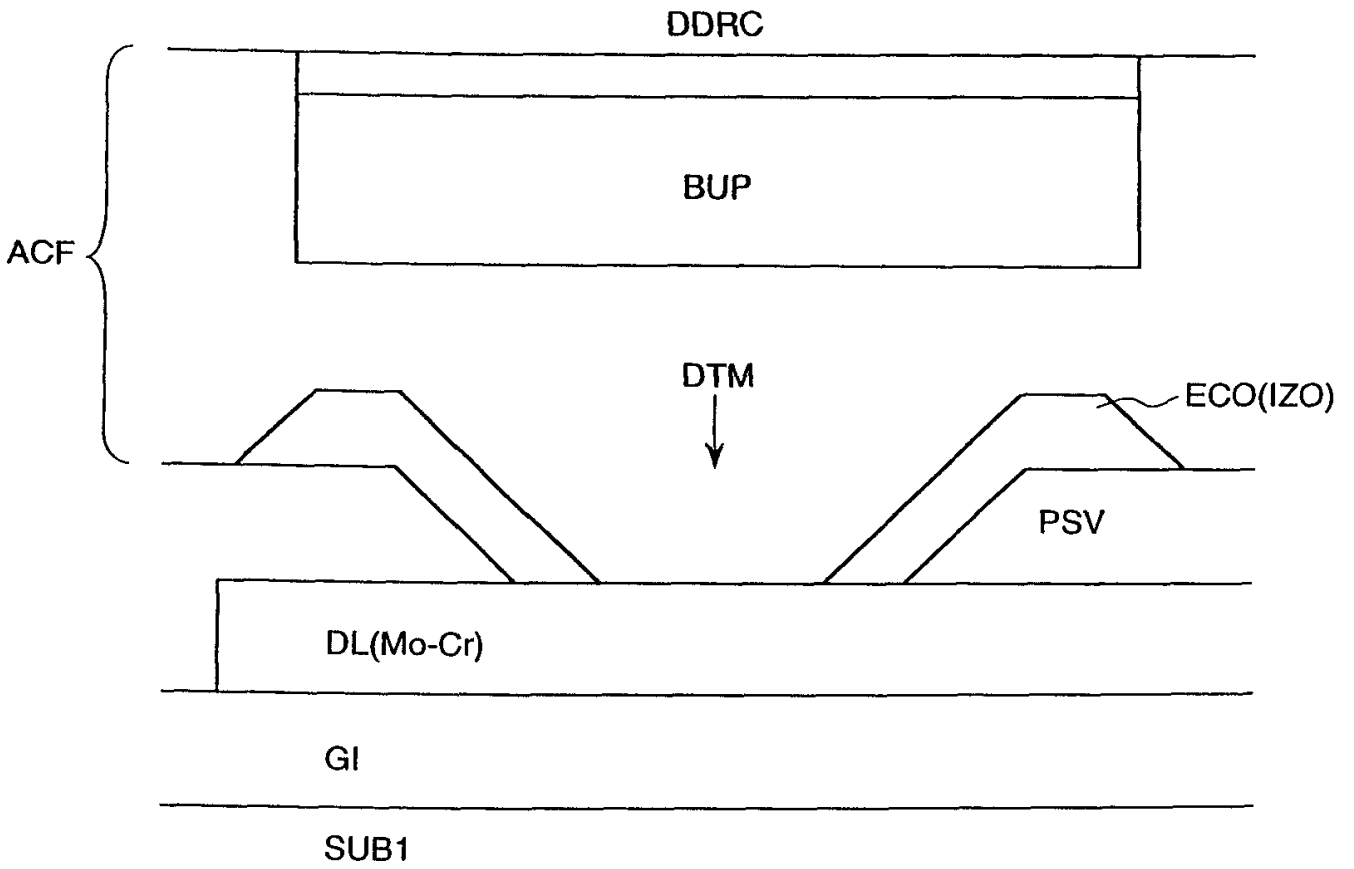 DDRC
BUP
ACF
DTM
ECO(IZO)
PSV
DL(Mo-Cr)
GI
SUB1